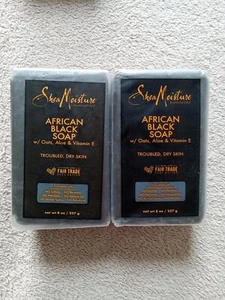 SheaMoisture
AFRICAN
BLACK
SOAP
w/ Oats, Aloe & Vitamin E
TROUBLED, DRY SKIN
FAIR TRADE
NET WT 8 oz / 227 g
SheaMoisture
AFRICAN
BLACK
SOAP
w/ Oats, Aloe & Vitamin E
TROUBLED, DRY SKIN
FAIR TRADE
net wt 8 oz / 227 g